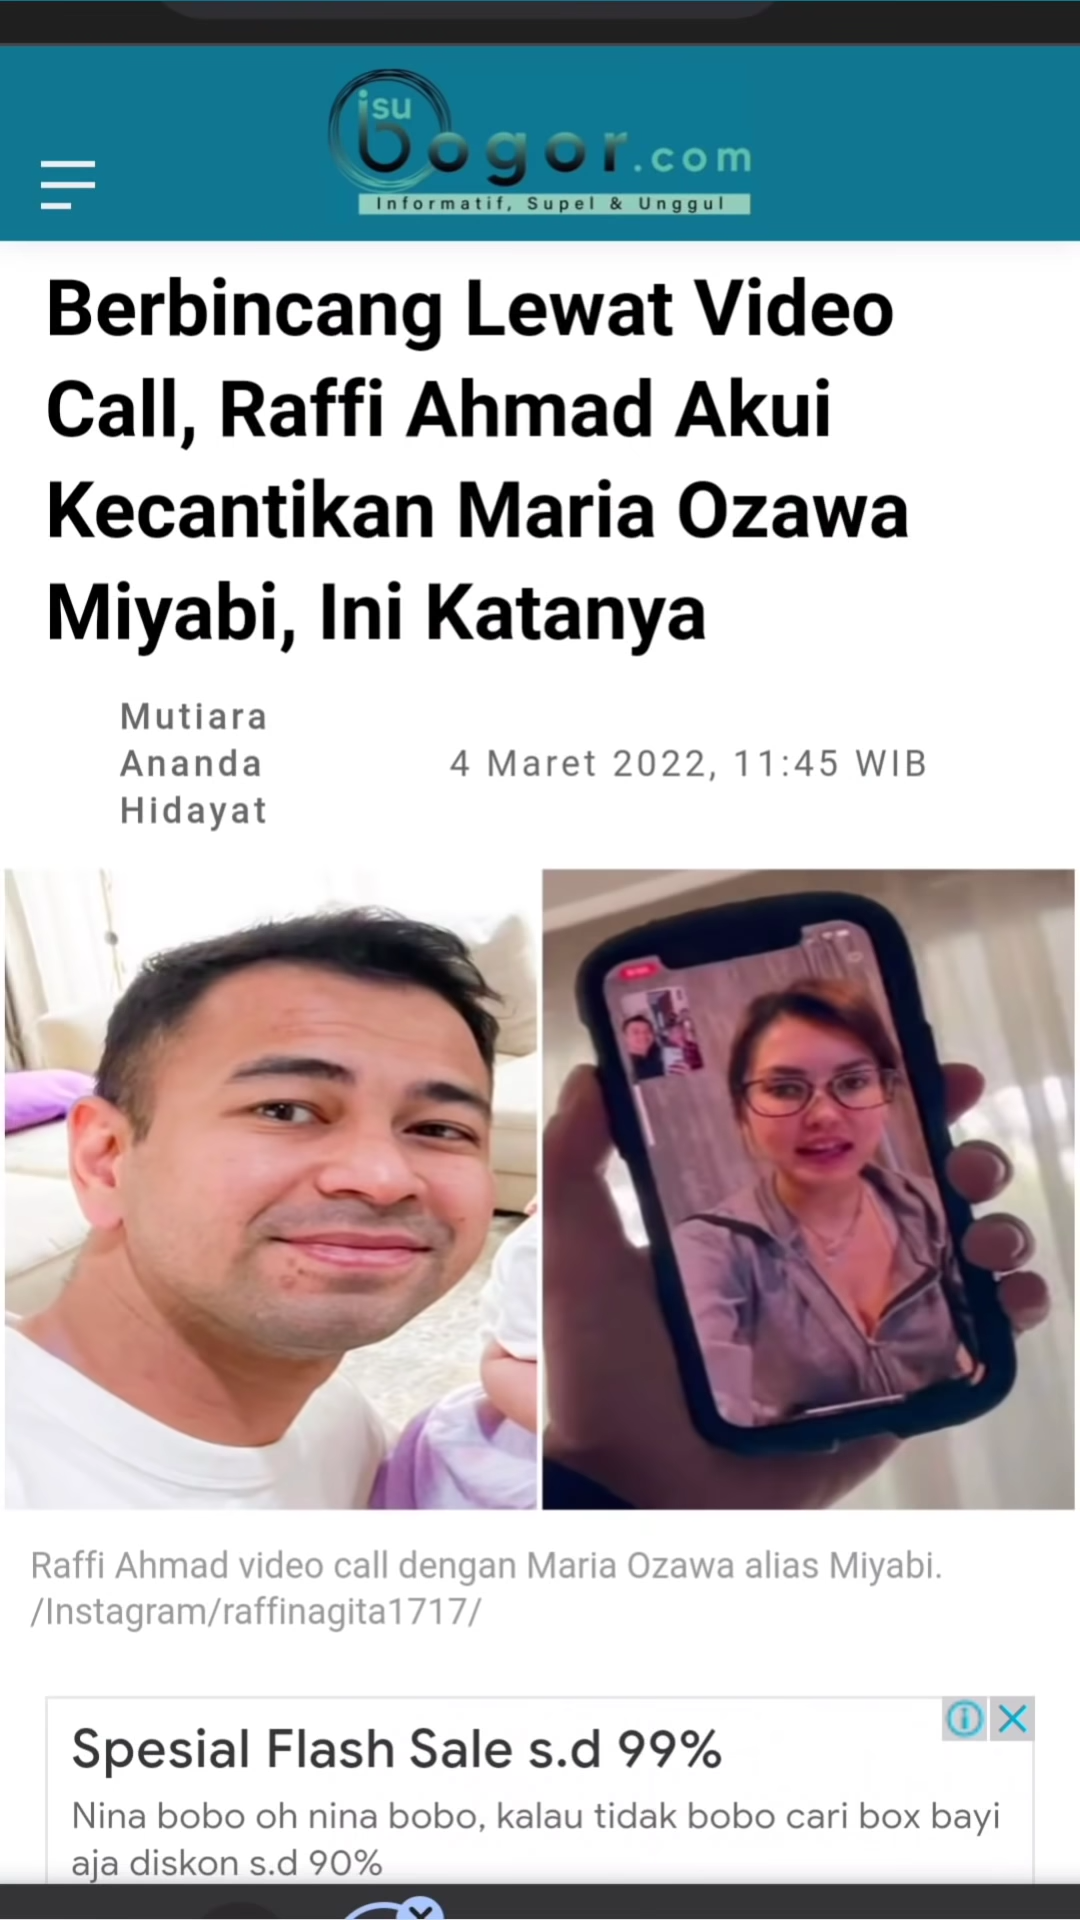 isu
bogor.com
Informatif, Supel & Unggul
Berbincang Lewat Video
Call, Raffi Ahmad Akui
Kecantikan Maria Ozawa
Miyabi, Ini Katanya
Mutiara
Ananda
Hidayat
4 Maret 2022, 11:45 WIB
Raffi Ahmad video call dengan Maria Ozawa alias Miyabi.
/Instagram/raffinagita1717/
Spesial Flash Sale s.d 99%
Nina bobo oh nina bobo, kalau tidak bobo cari box bayi
aja diskon s.d 90%